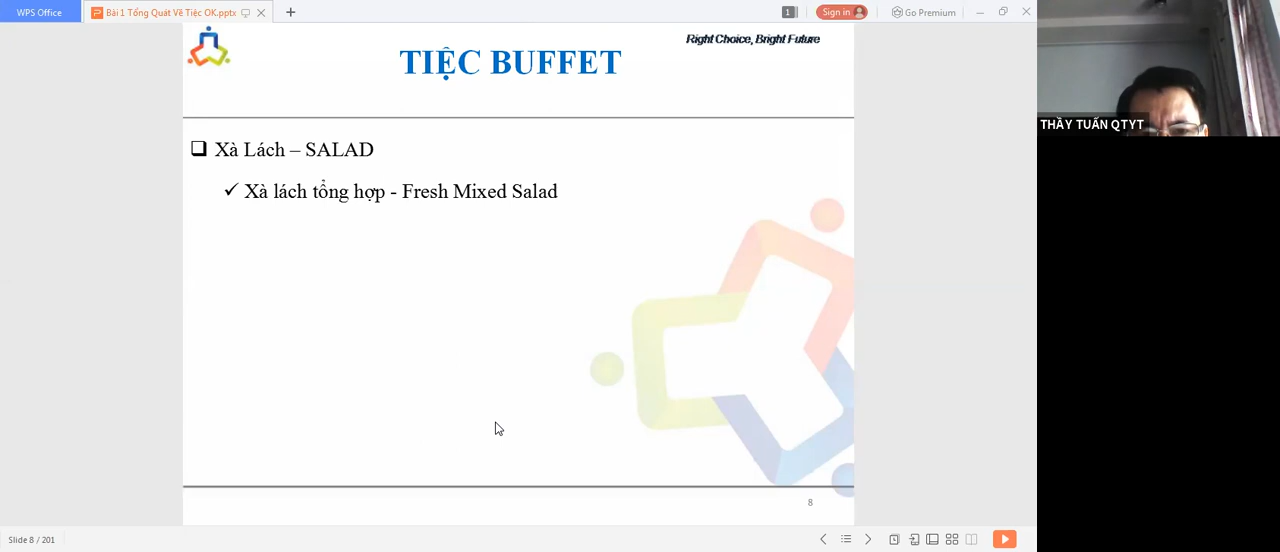 WPS Office
Bài 1 Tổng Quát Về Tiệc OK.pptx
1
Sign in
Go Premium
Right Choice, Bright Future
TIỆC BUFFET
THẦY TUẤN QTYT
Xà Lách – SALAD
Xà lách tổng hợp - Fresh Mixed Salad
8
Slide 8 / 201